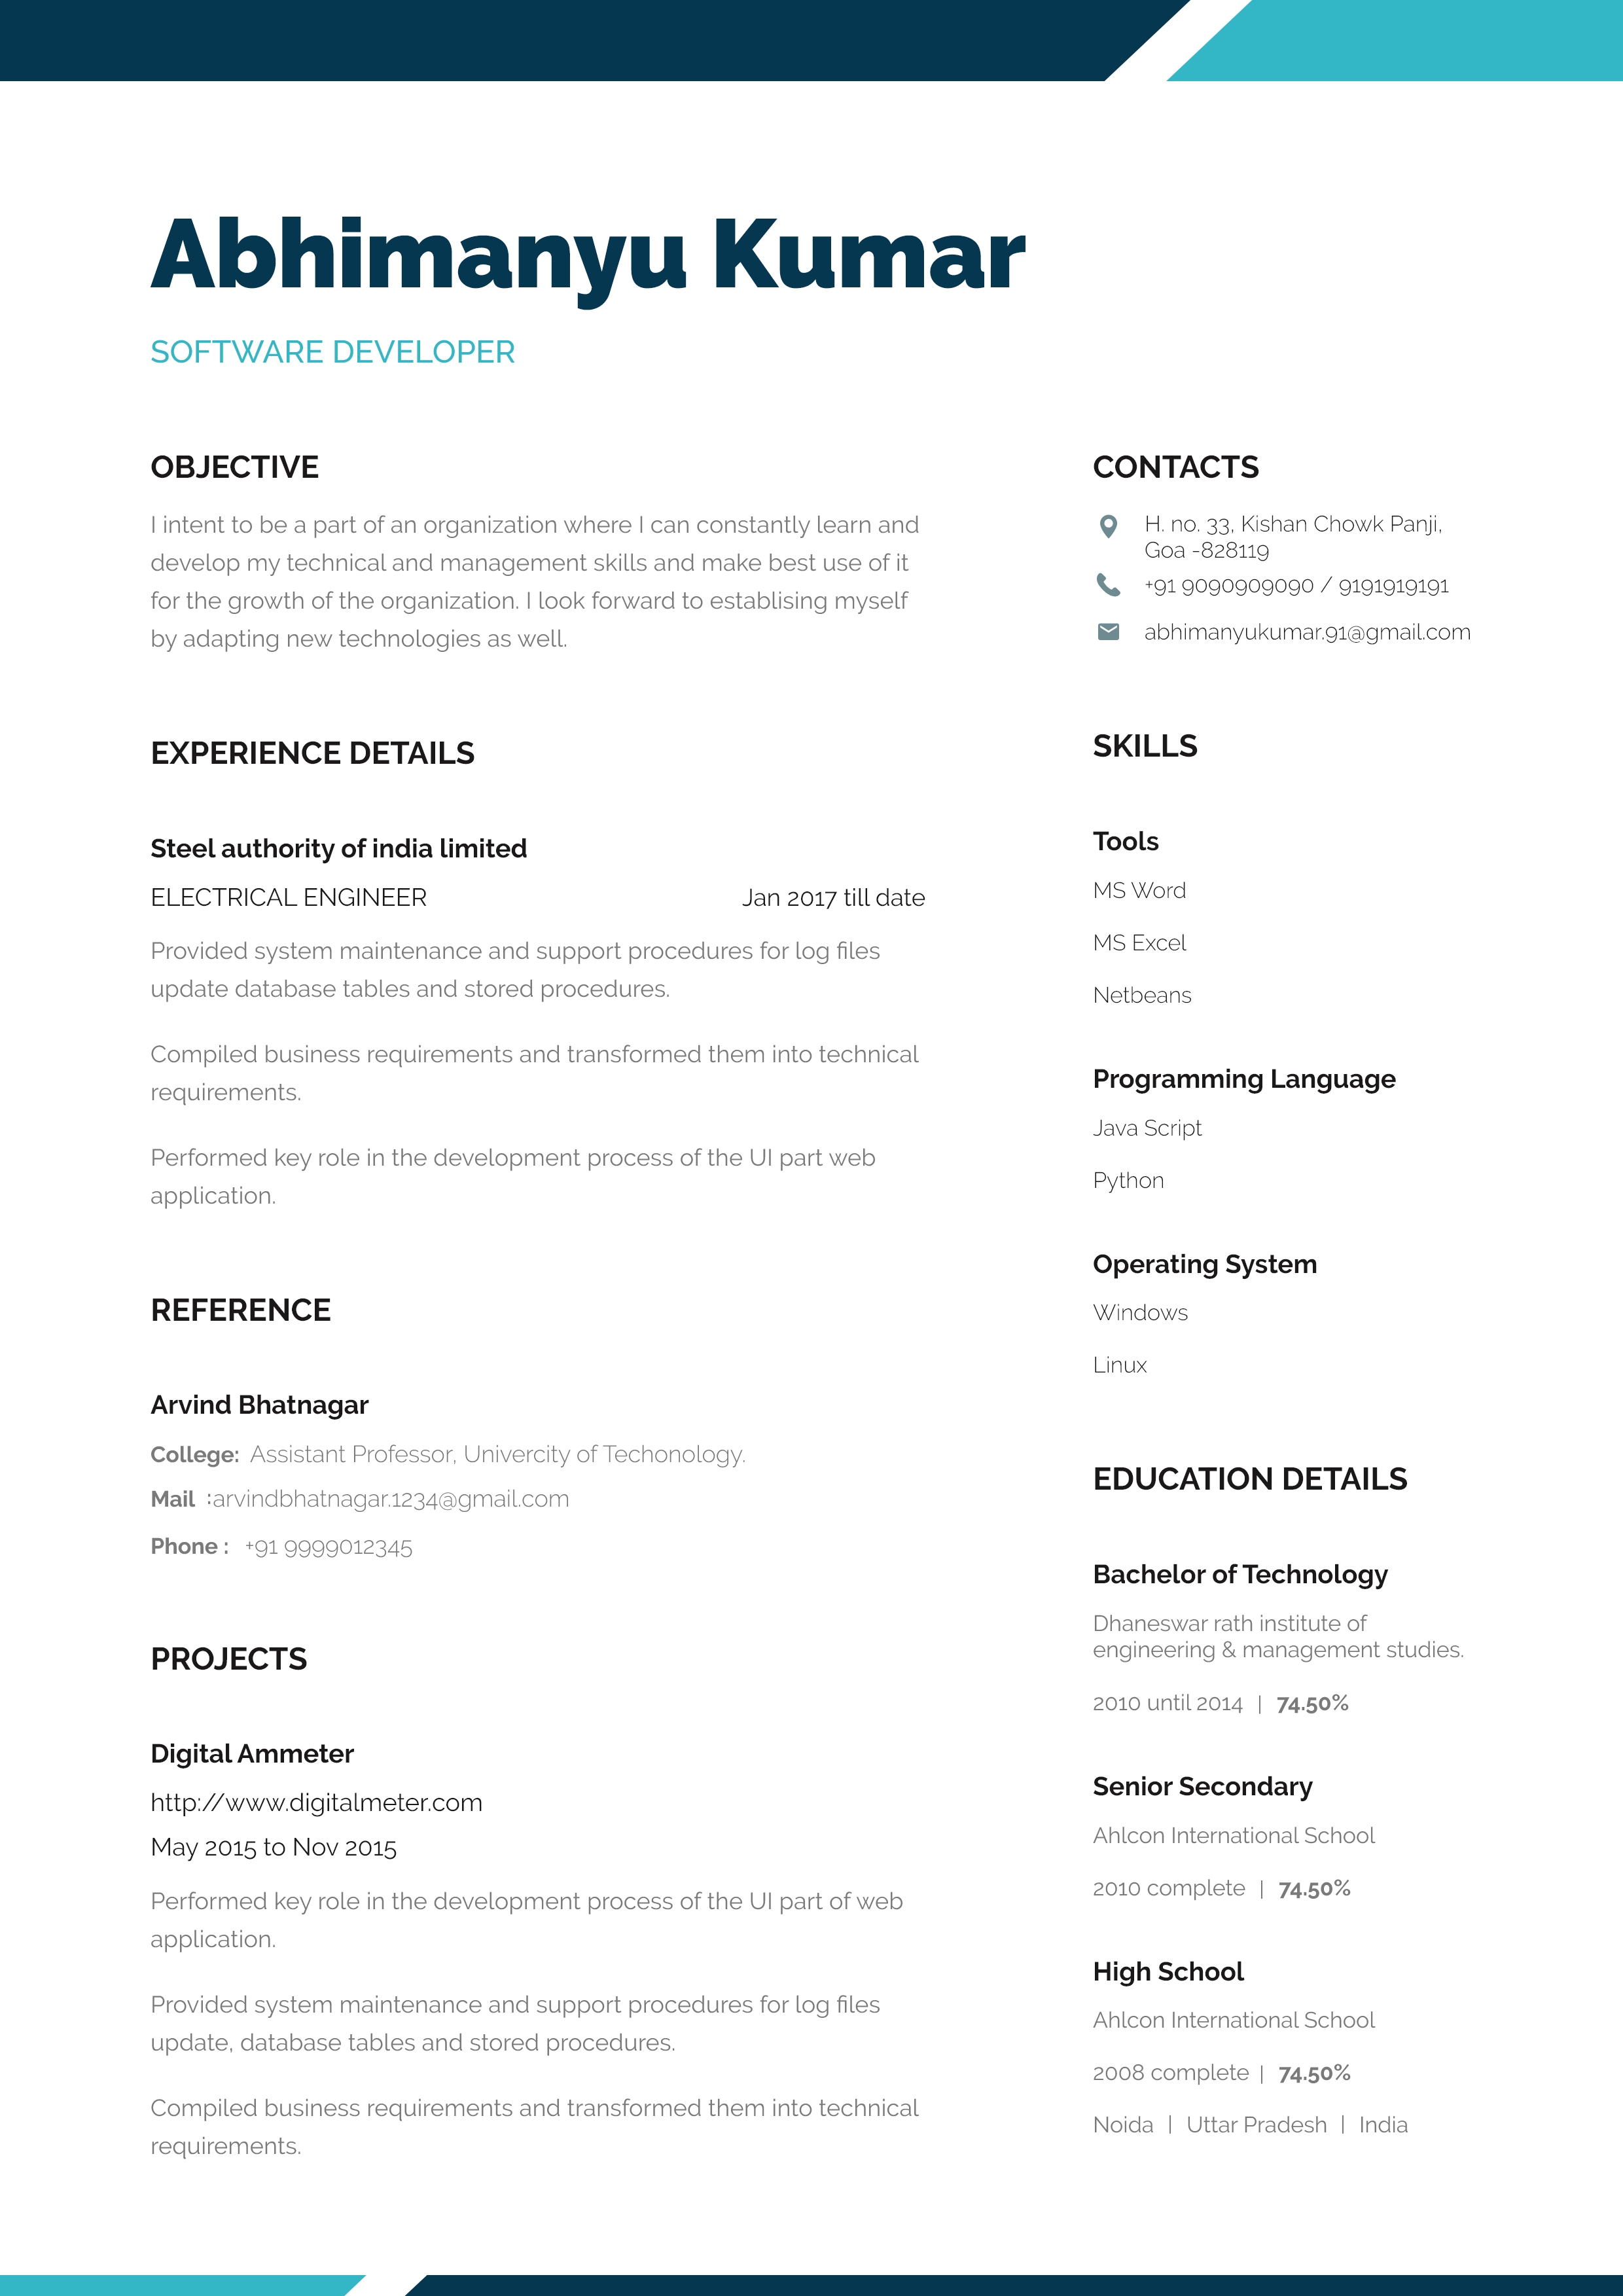 Abhimanyu Kumar
SOFTWARE DEVELOPER
OBJECTIVE
I intent to be a part of an organization where I can constantly learn and
develop my technical and management skills and make best use of it
for the growth of the organization. I look forward to establising myself
by adapting new technologies as well.
EXPERIENCE DETAILS
Steel authority of india limited
ELECTRICAL ENGINEER Jan 2017 till date
Provided system maintenance and support procedures for log files
update database tables and stored procedures.
Compiled business requirements and transformed them into technical
requirements.
Performed key role in the development process of the UI part web
application.
REFERENCE
Arvind Bhatnagar
College: Assistant Professor, Univercity of Techonology.
Mail :arvindbhatnagar.1234@gmail.com
Phone : +91 9999012345
PROJECTS
Digital Ammeter
http://www.digitalmeter.com
May 2015 to Nov 2015
Performed key role in the development process of the UI part of web
application.
Provided system maintenance and support procedures for log files
update, database tables and stored procedures.
Compiled business requirements and transformed them into technical
requirements.
CONTACTS
H. no. 33, Kishan Chowk Panji,
Goa -828119
+91 9090909090 / 9191919191
abhimanyukumar.91@gmail.com
SKILLS
Tools
MS Word
MS Excel
Netbeans
Programming Language
Java Script
Python
Operating System
Windows
Linux
EDUCATION DETAILS
Bachelor of Technology
Dhaneswar rath institute of
engineering & management studies.
2010 until 2014 | 74.50%
Senior Secondary
Ahlcon International School
2010 complete | 74.50%
High School
Ahlcon International School
2008 complete | 74.50%
Noida | Uttar Pradesh | India